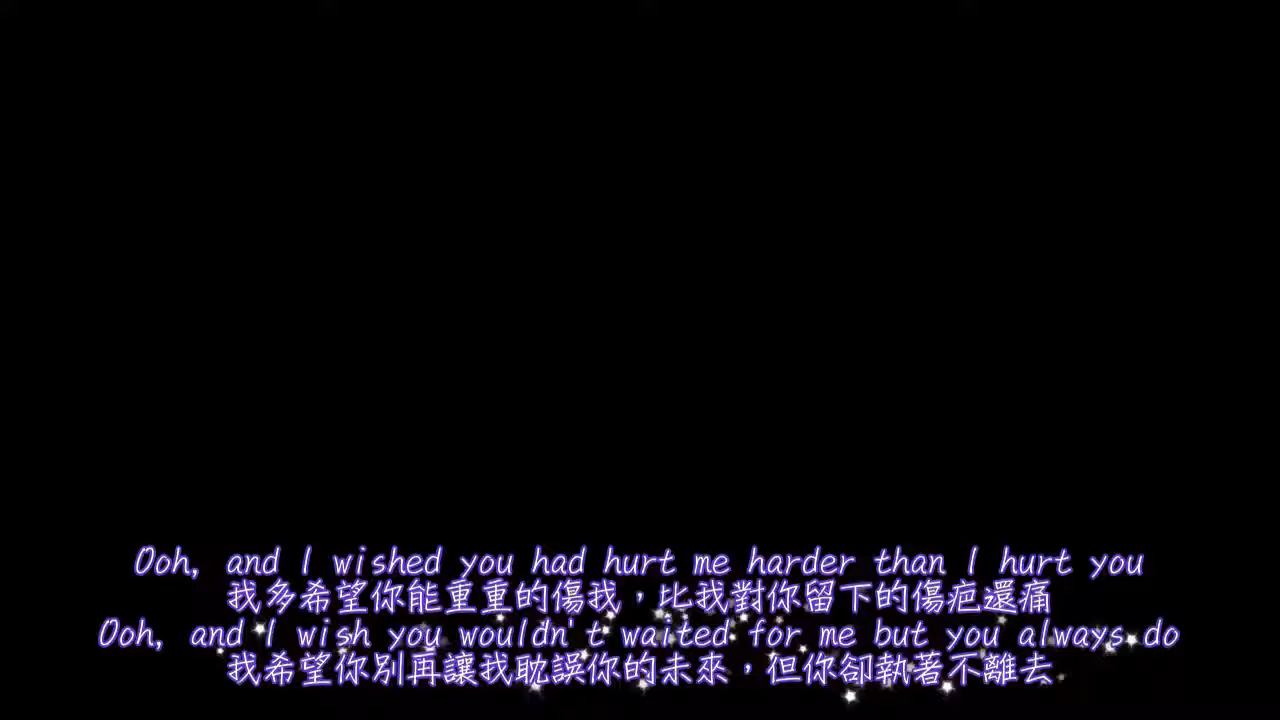 Ooh, and I wished you had hurt me harder than I hurt you
我多希望你能重重的傷我，比我對你留下的傷疤還痛
Ooh, and I wish you wouldn't waited for me but you always do
我希望你別再讓我耽誤你的未來，但你卻執著不離去